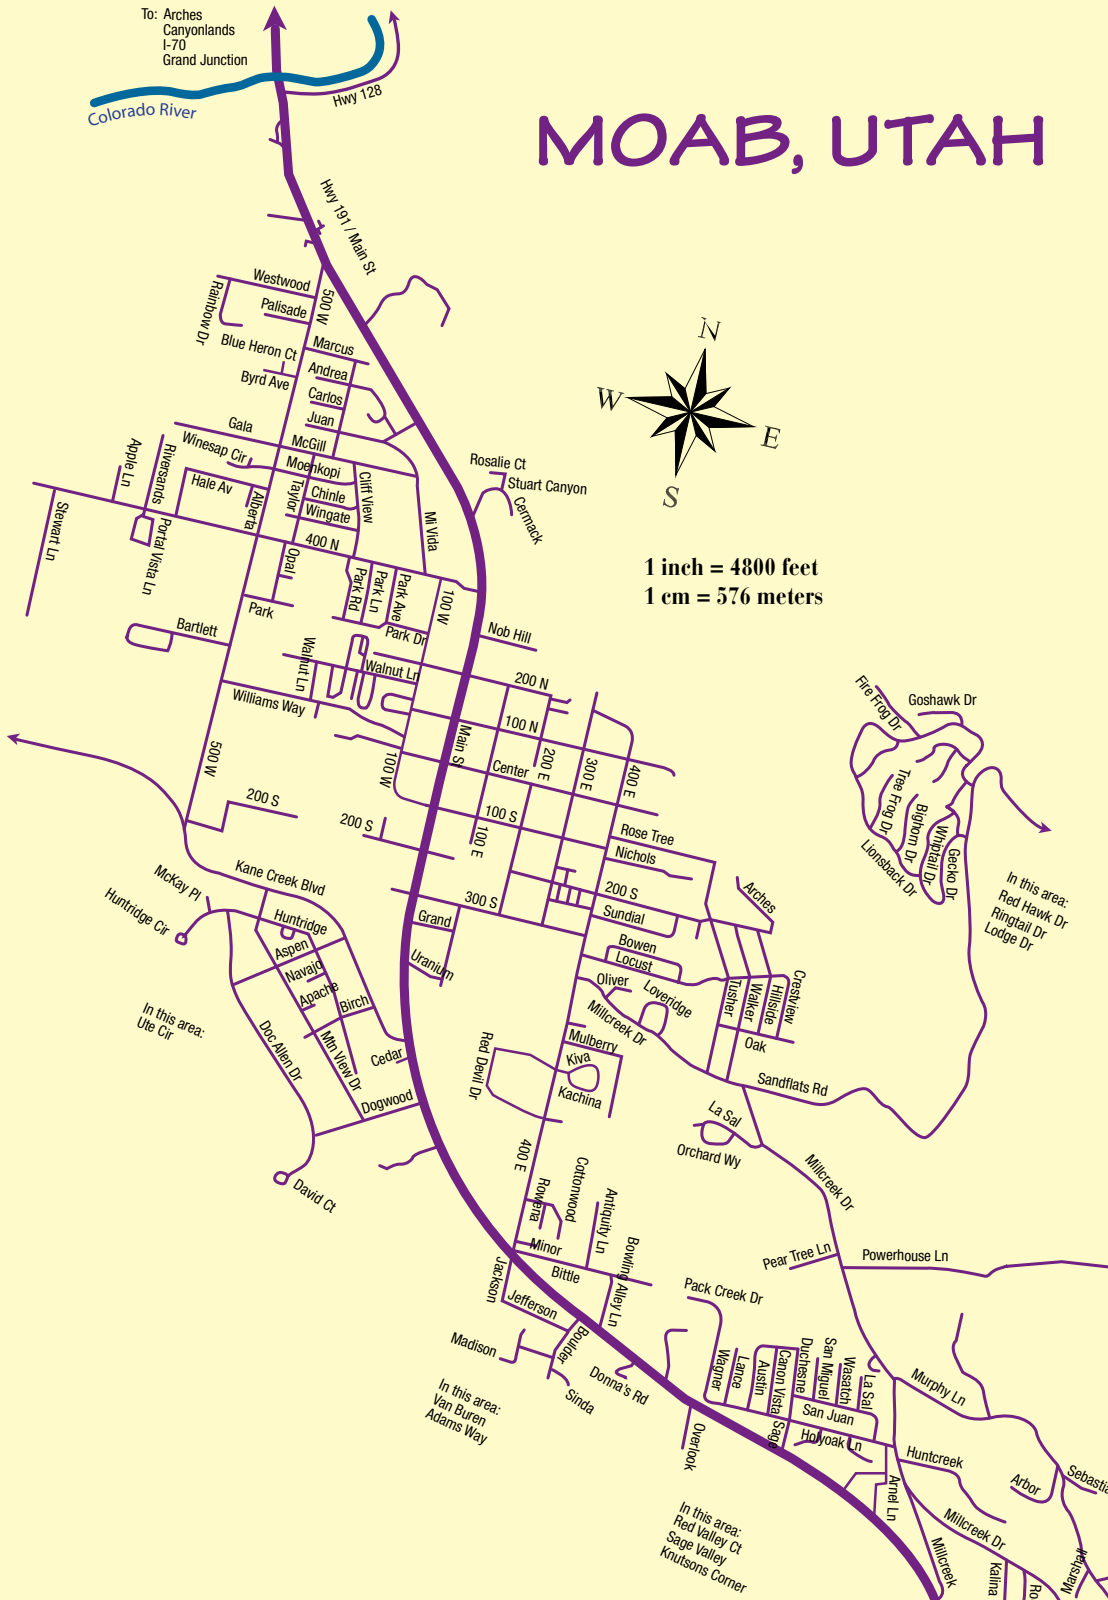 To: Arches
Canyonlands
I-70
Grand Junction
Colorado River
Hwy 128
MOAB, UTAH
Hwy 191 / Main St
Westwood
Rainbow Dr
500 W
Palisade
Blue Heron Ct
Marcus
Byrd Ave
Andrea
Carlos
Juan
Gala
McGill
Winesap Cir
Apple Ln
Riversands
Moenkopi
Hale Av
Alberta
Taylor
Chinle
Wingate
Cliff View
Mi Vida
400 N
Stewart Ln
Portal Vista Ln
Opal
Park Rd
Park Ln
Park Ave
100 W
Park
Park Dr
Bartlett
Walnut Ln
Walnut Ln
Williams Way
Rosalie Ct
Stuart Canyon
Cermack
N
W
E
S
1 inch = 4800 feet
1 cm = 576 meters
Nob Hill
200 N
100 N
Main St
Center
200 E
300 E
400 E
500 W
100 W
200 S
200 S
100 S
100 E
Rose Tree
Nichols
200 S
Sundial
Arches
300 S
Grand
Uranium
Bowen
Locust
Oliver
Loveridge
Millcreek Dr
Tusher
Walker
Hillside
Crestview
Oak
Sandflats Rd
Fire Frog Dr
Goshawk Dr
Tree Frog Dr
Bighorn Dr
Whiptail Dr
Gecko Dr
Lionsback Dr
In this area:
Red Hawk Dr
Ringtail Dr
Lodge Dr
Kane Creek Blvd
McKay Pl
Huntridge Cir
Huntridge
Aspen
Navajo
Apache
Birch
In this area:
Ute Cir
Doc Allen Dr
Mtn View Dr
Cedar
Dogwood
David Ct
Red Devil Dr
Mulberry
Kiva
Kachina
400 E
La Sal
Orchard Wy
Millcreek Dr
Cottonwood
Rowena
Antiquity Ln
Minor
Bittle
Bowling Alley Ln
Jackson
Jefferson
Boulder
Madison
Sinda
Donna's Rd
In this area:
Van Buren
Adams Way
Pear Tree Ln
Powerhouse Ln
Pack Creek Dr
Wagner
Lance
Austin
Canon Vista
Duchesne
San Miguel
Wasatch
La Sal
San Juan
Sage
Holyoak Ln
Overlook
Murphy Ln
Huntcreek
Arnel Ln
Arbor
Sebastia
Millcreek Dr
Millcreek
Kalina
Ro
Marshall
In this area:
Red Valley Ct
Sage Valley
Knutsons Corner